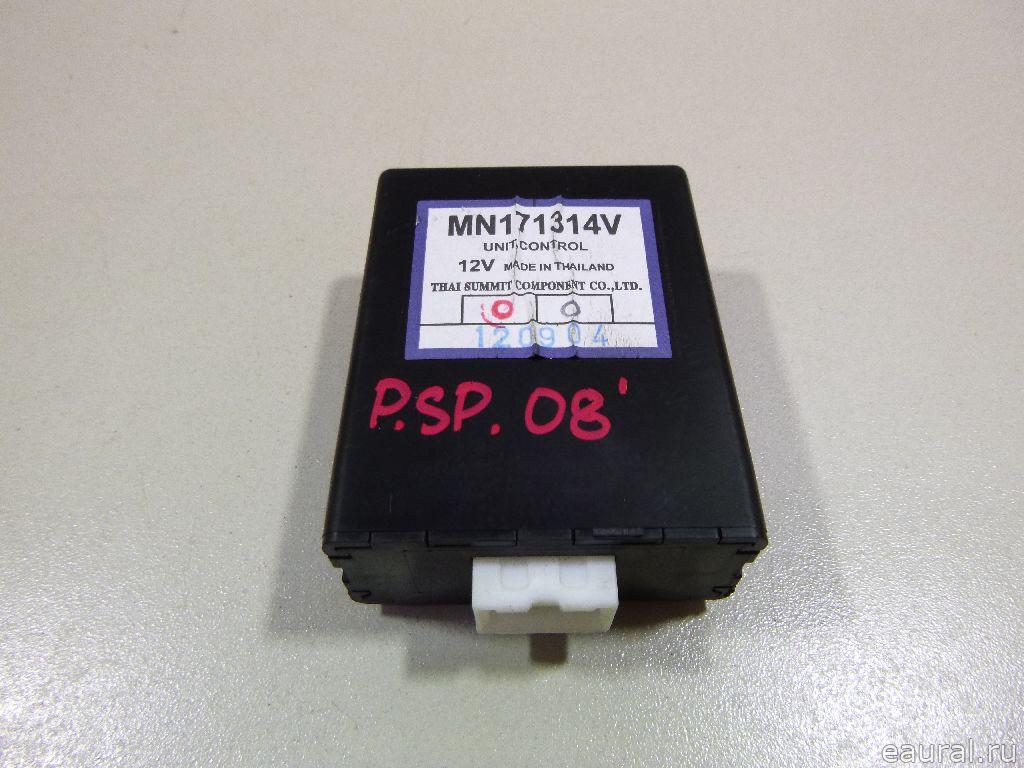 MN171314V
UNIT CONTROL
12V MADE IN THAILAND
THAI SUMMIT COMPONENT CO.,LTD.
120904
P.SP. 08'
eaural.ru